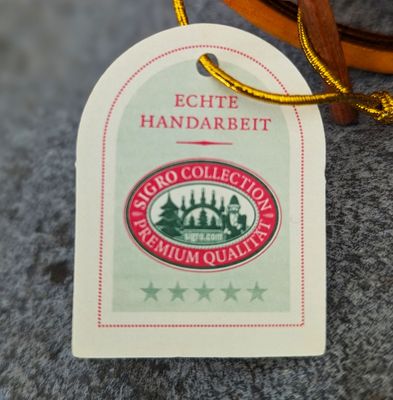 ECHTE
HANDARBEIT
SIGRO COLLECTION
sigro.com
PREMIUM QUALITÄT